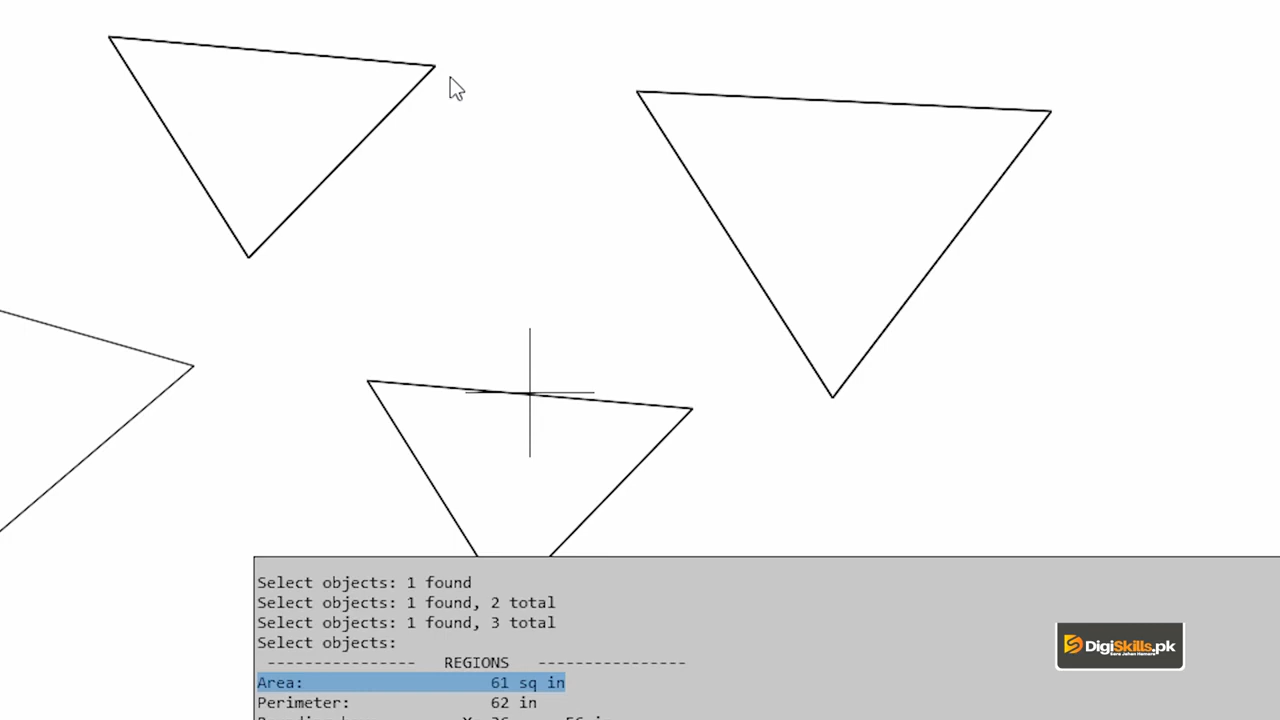 Select objects: 1 found
Select objects: 1 found, 2 total
Select objects: 1 found, 3 total
Select objects:
---------------- REGIONS ----------------
Area: 61 sq in
Perimeter: 62 in
DigiSkills.pk